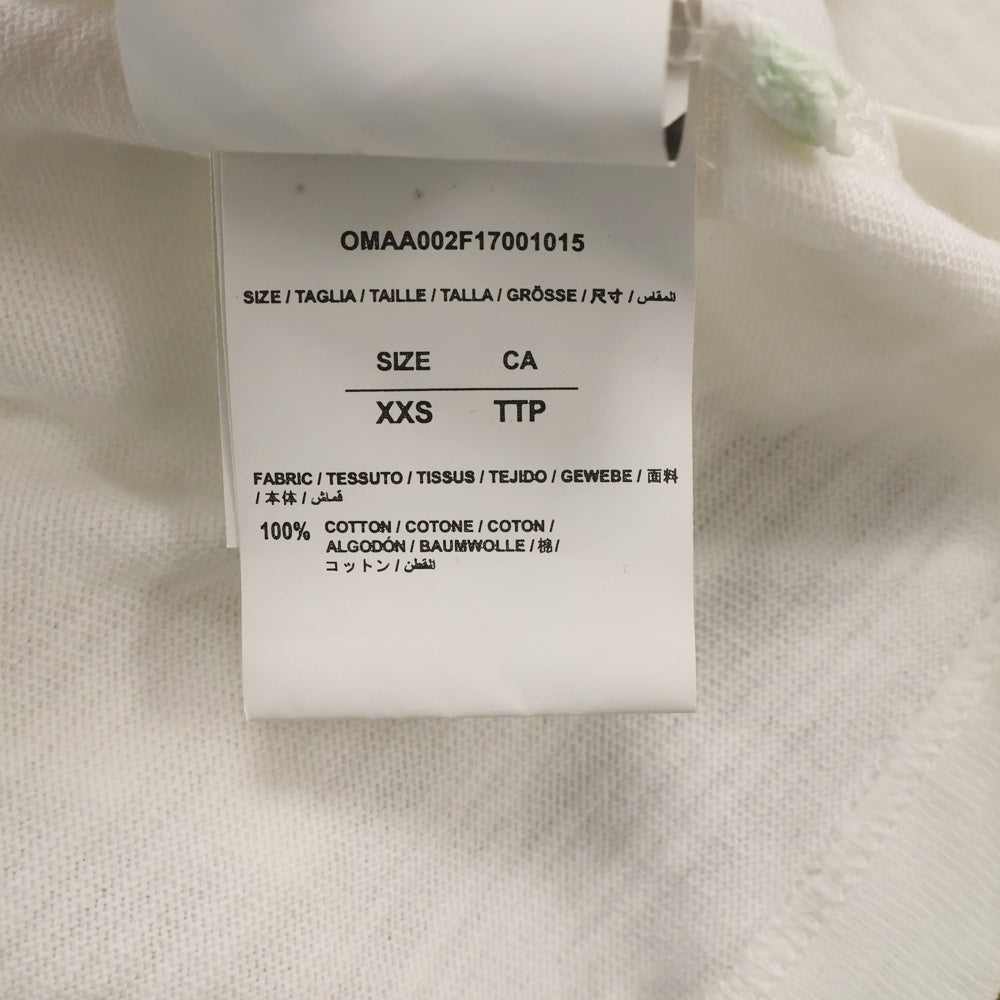 OMAA002F17001015
SIZE / TAGLIA / TAILLE / TALLA / GRÖSSE / 尺寸 / المقاس
SIZE CA
XXS TTP
FABRIC / TESSUTO / TISSUS / TEJIDO / GEWEBE / 面料
/ 本体 / قماش
100% COTTON / COTONE / COTON /
ALGODÓN / BAUMWOLLE / 棉 /
コットン / القطن